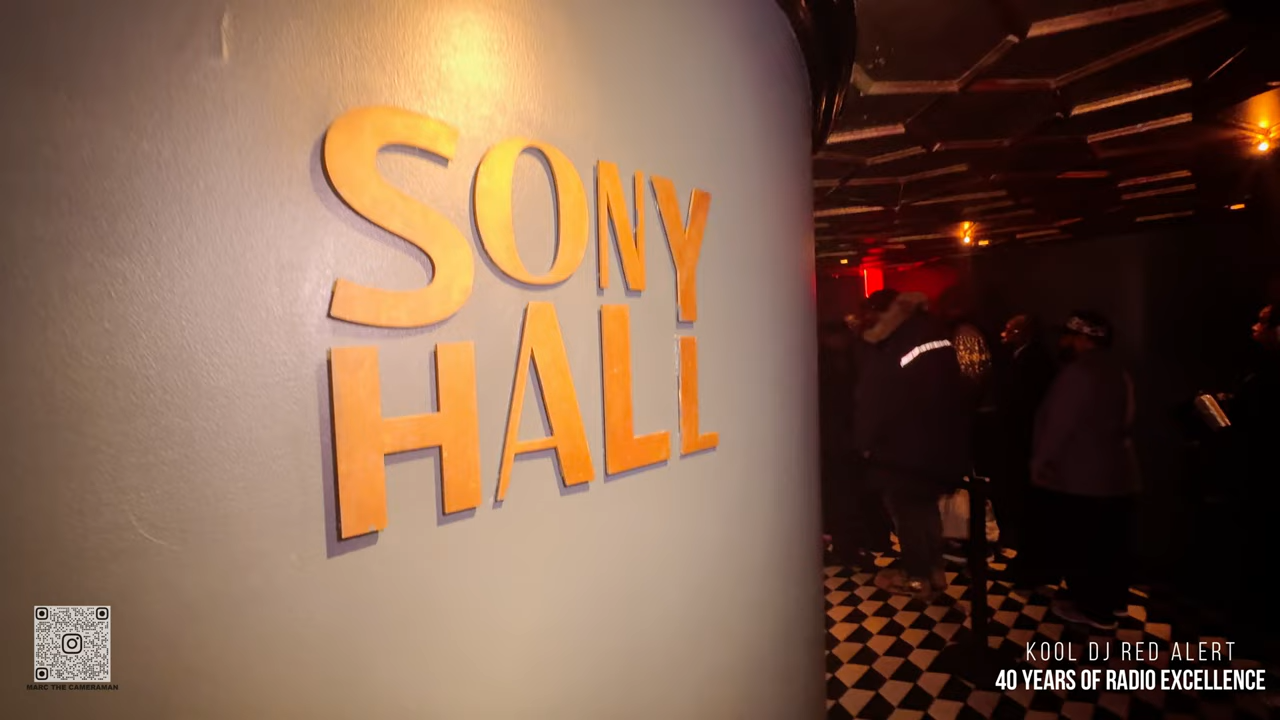 SONY
HALL
MARC THE CAMERAMAN
KOOL DJ RED ALERT
40 YEARS OF RADIO EXCELLENCE